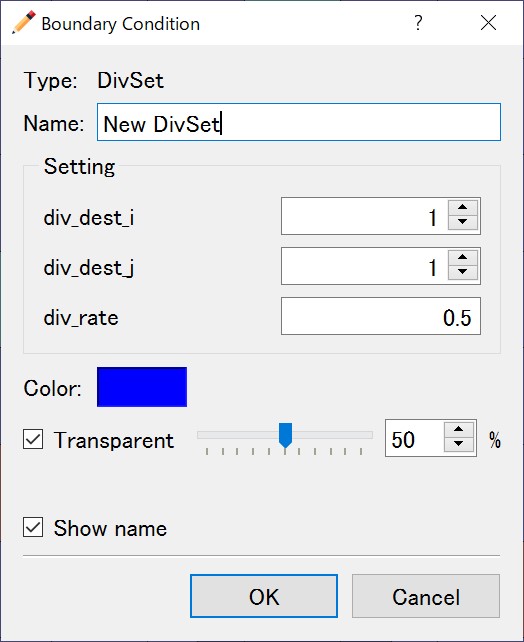 Boundary Condition ?
Type: DivSet
Name: New DivSet
Setting
div_dest_i 1
div_dest_j 1
div_rate 0.5
Color:
Transparent 50 %
Show name
OK Cancel